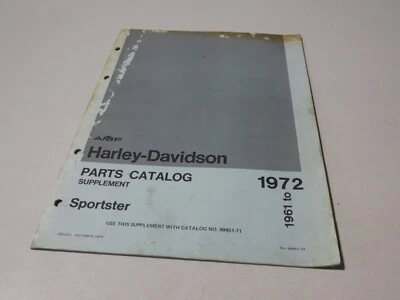 AMF
Harley-Davidson
PARTS CATALOG
SUPPLEMENT
1961 to
1972
Sportster
USE THIS SUPPLEMENT WITH CATALOG NO. 99451-71